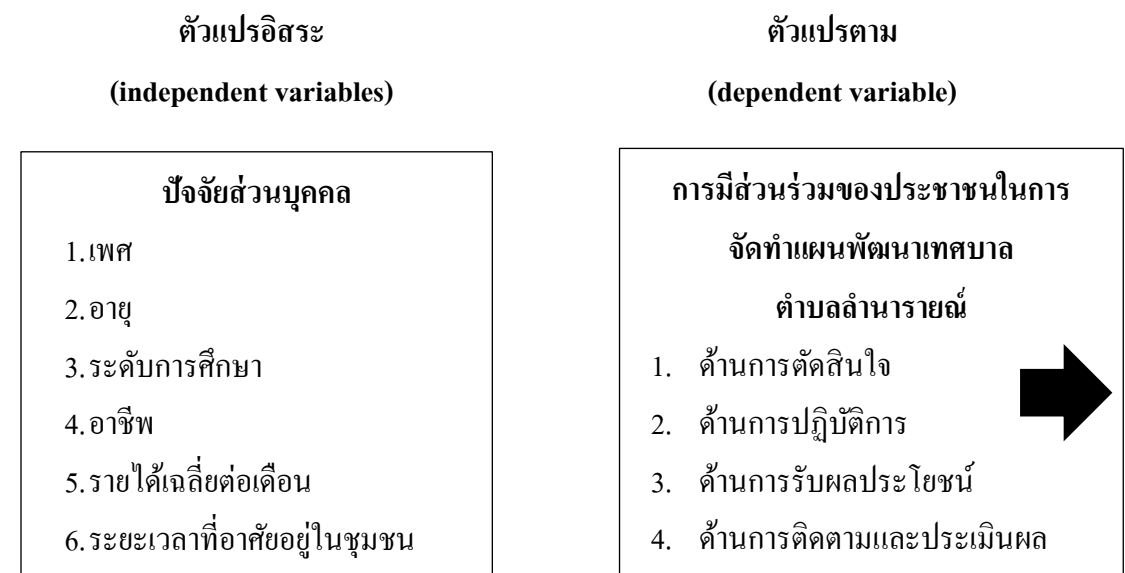 ตัวแปรอิสระ
(independent variables)
ปัจจัยส่วนบุคคล
1.เพศ
2.อายุ
3.ระดับการศึกษา
4.อาชีพ
5.รายได้เฉลี่ยต่อเดือน
6.ระยะเวลาที่อาศัยอยู่ในชุมชน
ตัวแปรตาม
(dependent variable)
การมีส่วนร่วมของประชาชนในการ
จัดทำแผนพัฒนาเทศบาล
ตำบลลำนารายณ์
1. ด้านการตัดสินใจ
2. ด้านการปฏิบัติการ
3. ด้านการรับผลประโยชน์
4. ด้านการติดตามและประเมินผล